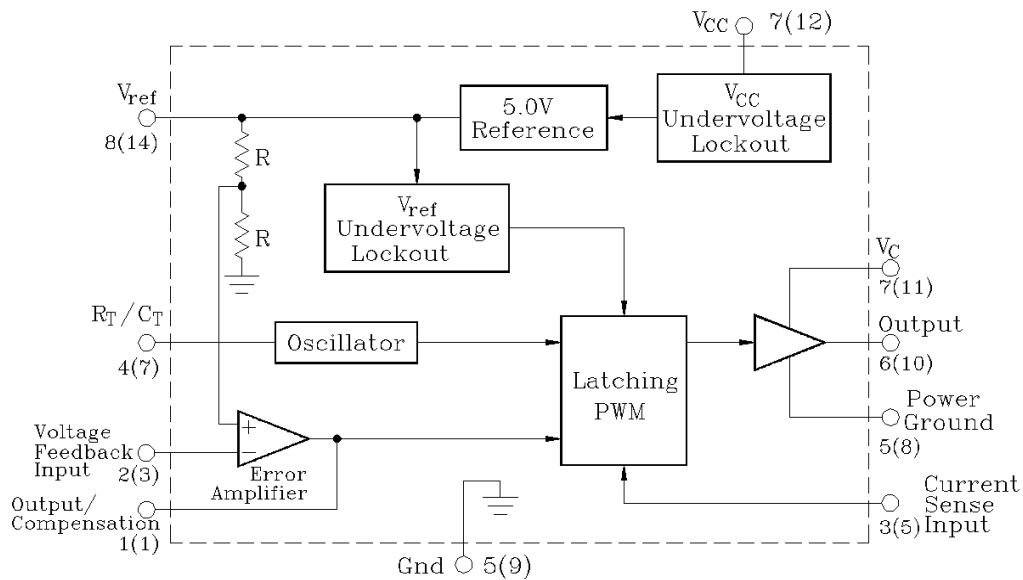 VCC 7(12)
Vref
8(14)
5.0V
Reference
VCC
Undervoltage
Lockout
R
R
Vref
Undervoltage
Lockout
VC
7(11)
RT/CT
4(7)
Oscillator
Latching
PWM
Output
6(10)
Power
Ground
5(8)
Voltage
Feedback
Input
2(3)
+
−
Error
Amplifier
Output/
Compensation
1(1)
Current
Sense
Input
3(5)
Gnd 5(9)